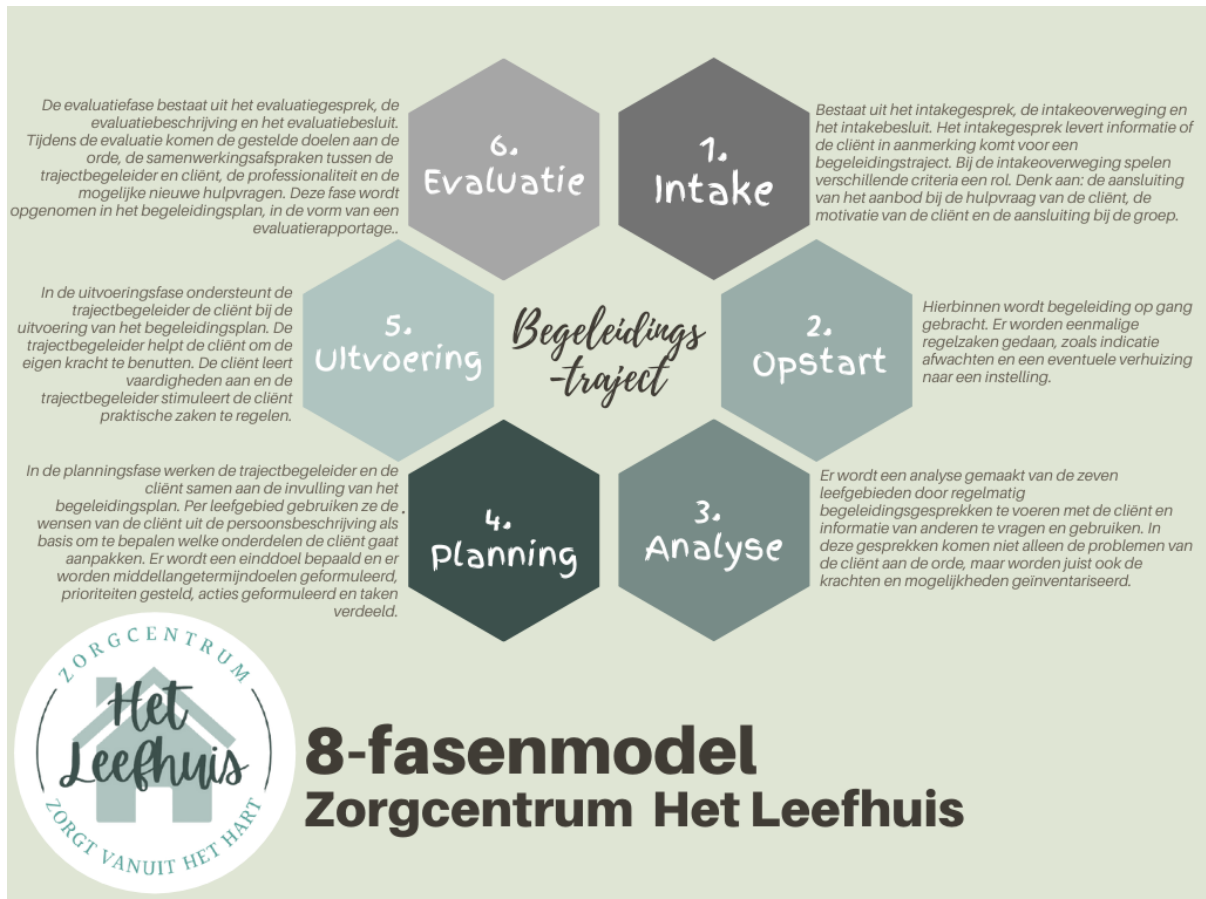 1.
Intake
Bestaat uit het intakegesprek, de intakeoverweging en
het intakebesluit. Het intakegesprek levert informatie of
de cliënt in aanmerking komt voor een
begeleidingstraject. Bij de intakeoverweging spelen
verschillende criteria een rol. Denk aan: de aansluiting
van het aanbod bij de hulpvraag van de cliënt, de
motivatie van de cliënt en de aansluiting bij de groep.
2.
Opstart
Hierbinnen wordt begeleiding op gang
gebracht. Er worden eenmalige
regelzaken gedaan, zoals indicatie
afwachten en een eventuele verhuizing
naar een instelling.
3.
Analyse
Er wordt een analyse gemaakt van de zeven
leefgebieden door regelmatig
begeleidingsgesprekken te voeren met de cliënt en
informatie van anderen te vragen en gebruiken. In
deze gesprekken komen niet alleen de problemen van
de cliënt aan de orde, maar worden juist ook de
krachten en mogelijkheden geïnventariseerd.
4.
Planning
In de planningsfase werken de trajectbegeleider en de
cliënt samen aan de invulling van het
begeleidingsplan. Per leefgebied gebruiken ze de .
wensen van de cliënt uit de persoonsbeschrijving als
basis om te bepalen welke onderdelen de cliënt gaat
aanpakken. Er wordt een einddoel bepaald en er
worden middellangetermijndoelen geformuleerd,
prioriteiten gesteld, acties geformuleerd en taken
verdeeld.
5.
UItvoering
In de uitvoeringsfase ondersteunt de
trajectbegeleider de cliënt bij de
uitvoering van het begeleidingsplan. De
trajectbegeleider helpt de cliënt om de
eigen kracht te benutten. De cliënt leert
vaardigheden aan en de
trajectbegeleider stimuleert de cliënt
praktische zaken te regelen.
6.
Evaluatie
De evaluatiefase bestaat uit het evaluatiegesprek, de
evaluatiebeschrijving en het evaluatiebesluit.
Tijdens de evaluatie komen de gestelde doelen aan de
orde, de samenwerkingsafspraken tussen de
trajectbegeleider en cliënt, de professionaliteit en de
mogelijke nieuwe hulpvragen. Deze fase wordt
opgenomen in het begeleidingsplan, in de vorm van een
evaluatierapportage..
Begeleidings
-traject
ZORGCENTRUM
Het
Leefhuis
ZORGT VANUIT HET HART
8-fasenmodel
Zorgcentrum Het Leefhuis